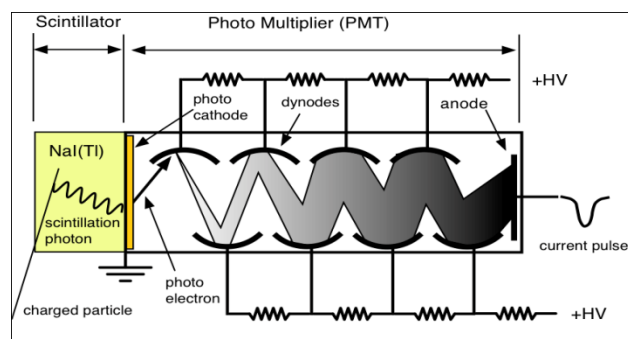 Scintillator
Photo Multiplier (PMT)
+HV
photo
cathode
dynodes
anode
NaI(Tl)
scintillation
photon
current pulse
photo
electron
charged particle
+HV